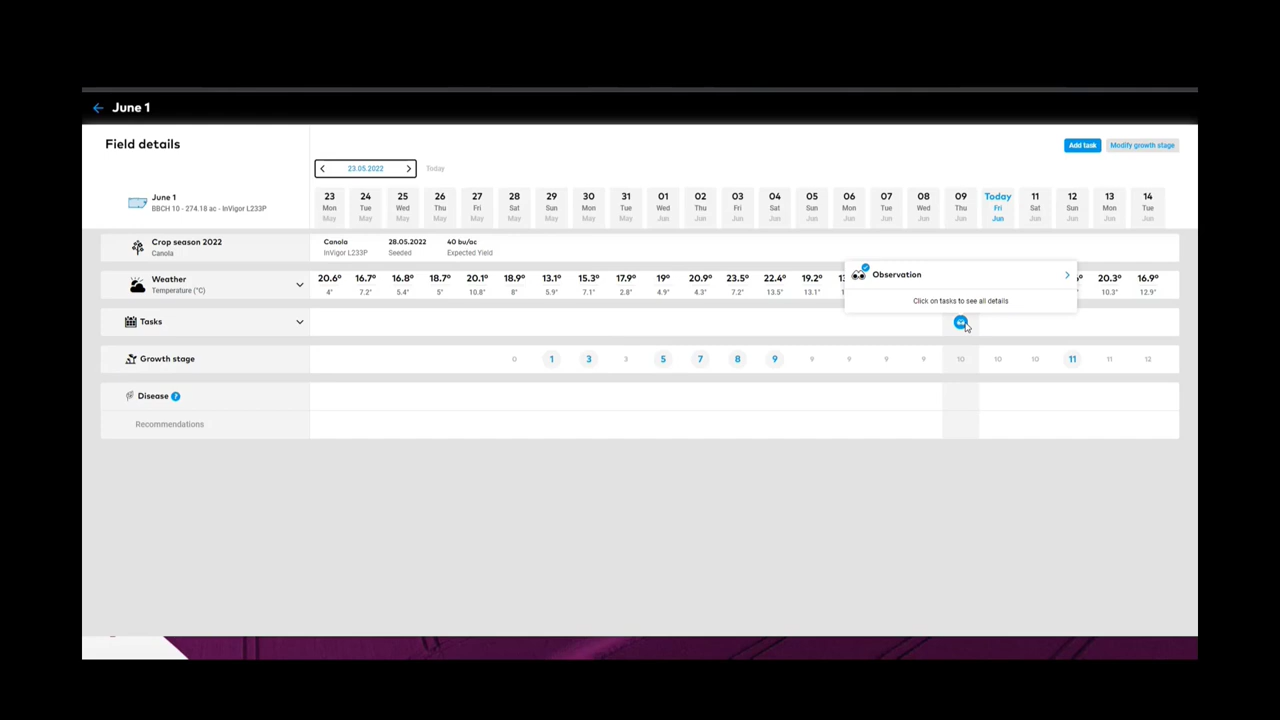 June 1
Field details
Add task
Modify growth stage
23.05.2022
Today
June 1
BBCH 10 - 274.18 ac - InVigor L233P
23 24 25 26 27 28 29 30 31 01 02 03 04 05 06 07 08 09 Today 11 12 13 14
Mon Tue Wed Thu Fri Sat Sun Mon Tue Wed Thu Fri Sat Sun Mon Tue Wed Thu Fri Sat Sun Mon Tue
May May May May May May May May May Jun Jun Jun Jun Jun Jun Jun Jun Jun Jun Jun Jun Jun Jun
Crop season 2022
Canola
Canola 28.05.2022 40 bu/ac
InVigor L233P Seeded Expected Yield
Weather
Temperature (°C)
20.6° 16.7° 16.8° 18.7° 20.1° 18.9° 13.1° 15.3° 17.9° 19° 20.9° 23.5° 22.4° 19.2° 20.3° 16.9°
4° 7.2° 5.4° 5° 10.8° 8° 5.9° 7.1° 2.8° 4.9° 4.3° 7.2° 13.5° 13.1° 10.3° 12.9°
Observation
Click on tasks to see all details
Tasks
Growth stage
0 1 3 3 5 7 8 9 9 9 9 9 10 10 10 11 11 12
Disease ?
Recommendations